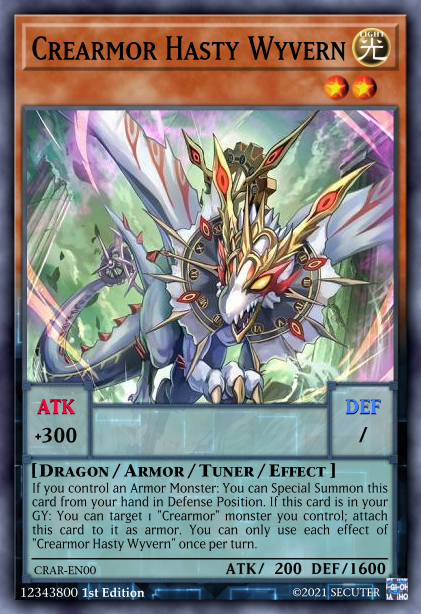 Crearmor Hasty Wyvern
LIGHT
光
ATK
+300
DEF
/
[ Dragon / Armor / Tuner / Effect ]
If you control an Armor Monster: You can Special Summon this
card from your hand in Defense Position. If this card is in your
GY: You can target 1 "Crearmor" monster you control; attach
this card to it as armor. You can only use each effect of
"Crearmor Hasty Wyvern" once per turn.
CRAR-EN00
ATK/ 200 DEF/1600
12343800 1st Edition
©2021 SECUTER